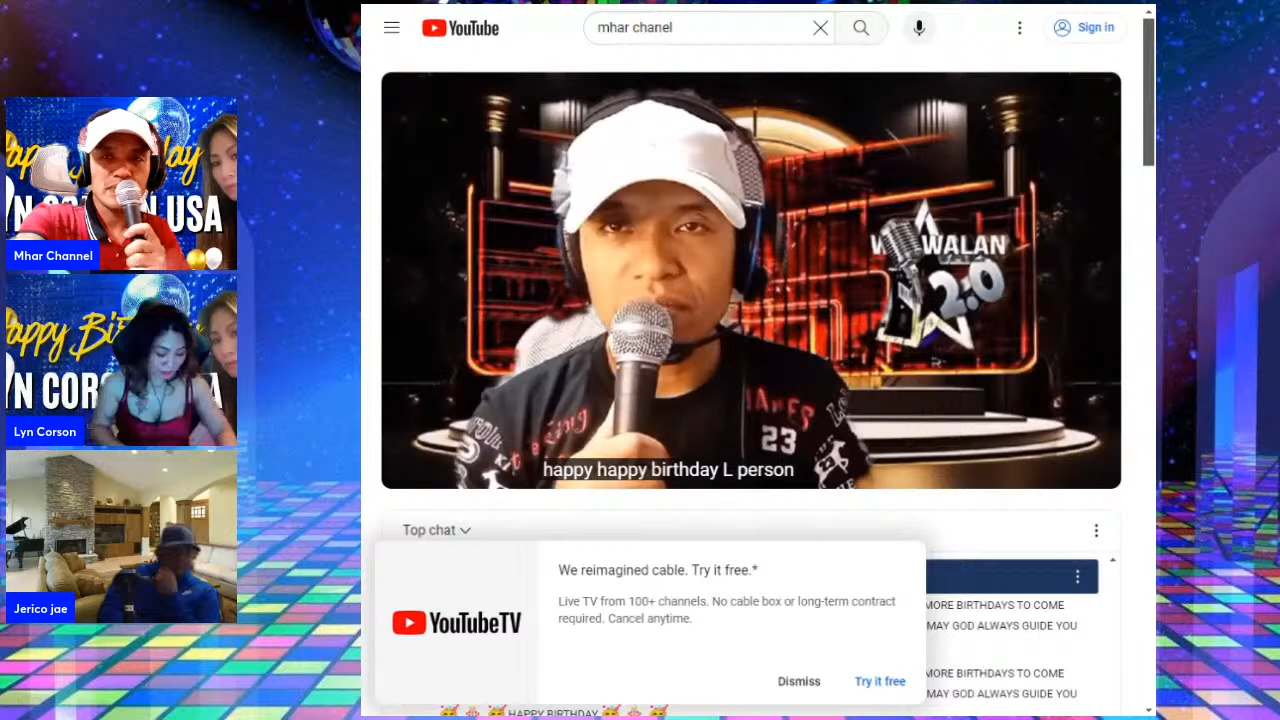 YouTube
mhar chanel
Sign in
Mhar Channel
Lyn Corson
Jerico jae
WALAN
2:0
23
happy happy birthday L person
Top chat
We reimagined cable. Try it free.*
Live TV from 100+ channels. No cable box or long-term contract
required. Cancel anytime.
YouTubeTV
Dismiss
Try it free
MORE BIRTHDAYS TO COME
MAY GOD ALWAYS GUIDE YOU
MORE BIRTHDAYS TO COME
MAY GOD ALWAYS GUIDE YOU
HAPPY BIRTHDAY